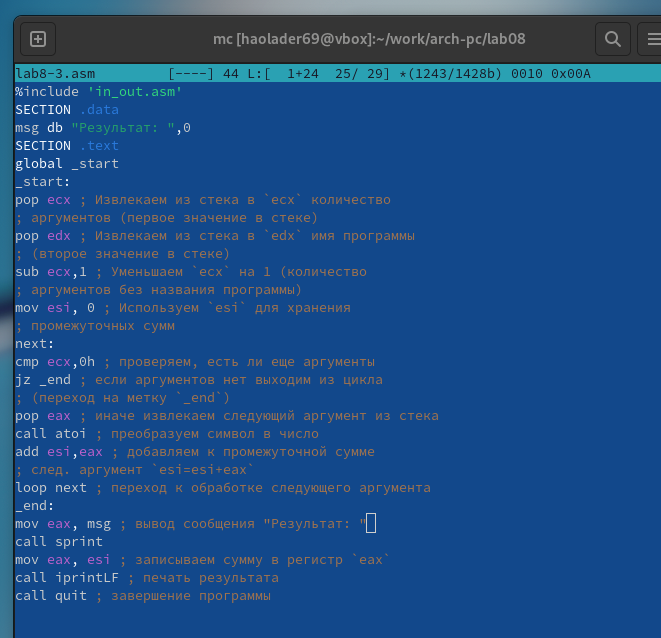 mc [haolader69@vbox]:~/work/arch-pc/lab08
lab8-3.asm [----] 44 L:[ 1+24 25/ 29] *(1243/1428b) 0010 0x00A
%include 'in_out.asm'
SECTION .data
msg db "Результат: ",0
SECTION .text
global _start
_start:
pop ecx ; Извлекаем из стека в `ecx` количество
; аргументов (первое значение в стеке)
pop edx ; Извлекаем из стека в `edx` имя программы
; (второе значение в стеке)
sub ecx,1 ; Уменьшаем `ecx` на 1 (количество
; аргументов без названия программы)
mov esi, 0 ; Используем `esi` для хранения
; промежуточных сумм
next:
cmp ecx,0h ; проверяем, есть ли еще аргументы
jz _end ; если аргументов нет выходим из цикла
; (переход на метку `_end`)
pop eax ; иначе извлекаем следующий аргумент из стека
call atoi ; преобразуем символ в число
add esi,eax ; добавляем к промежуточной сумме
; след. аргумент `esi=esi+eax`
loop next ; переход к обработке следующего аргумента
_end:
mov eax, msg ; вывод сообщения "Результат: "
call sprint
mov eax, esi ; записываем сумму в регистр `eax`
call iprintLF ; печать результата
call quit ; завершение программы